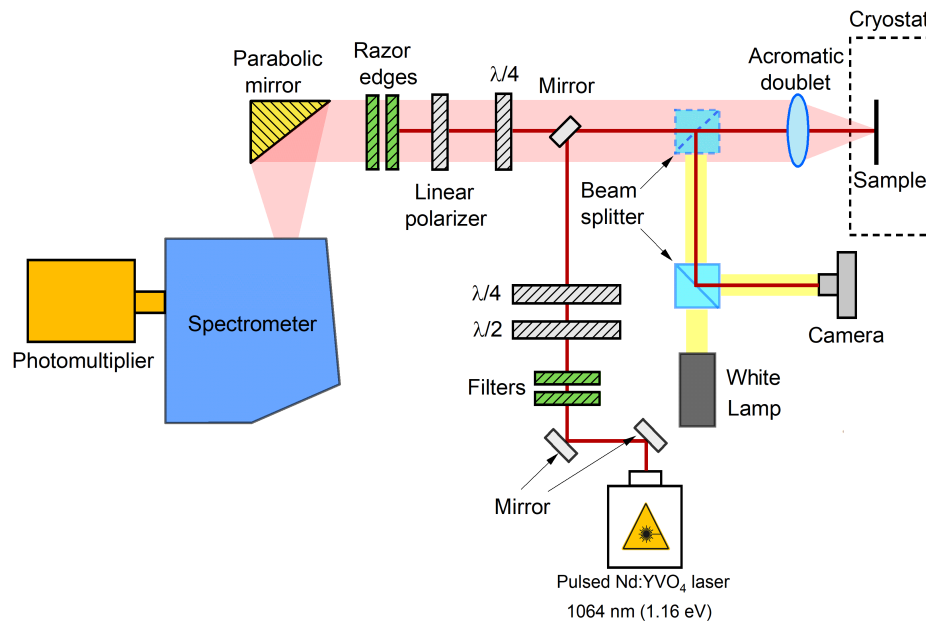 Cryostat
Parabolic
mirror
Razor
edges
λ/4
Mirror
Acromatic
doublet
Linear
polarizer
Beam
splitter
Sample
λ/4
λ/2
Spectrometer
Photomultiplier
Camera
Filters
White
Lamp
Mirror
Pulsed Nd:YVO₄ laser
1064 nm (1.16 eV)